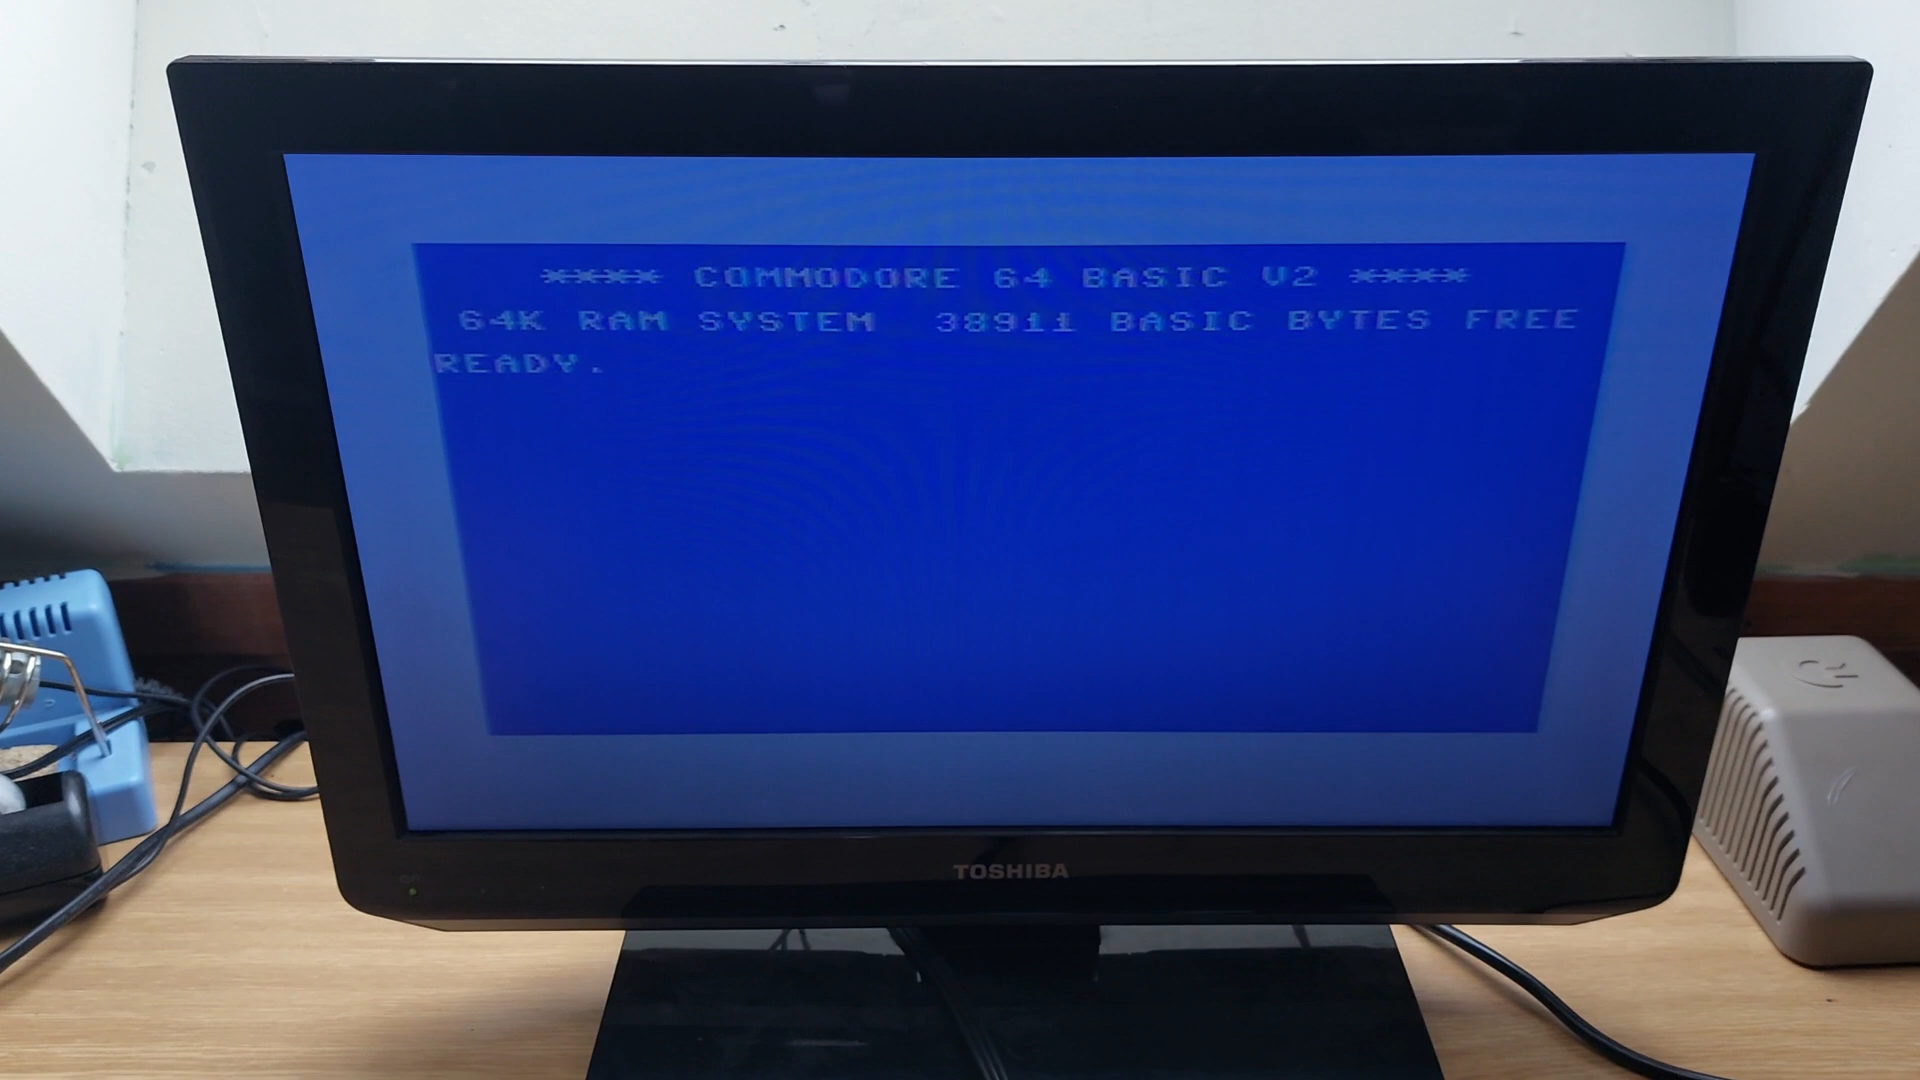 **** COMMODORE 64 BASIC V2 ****
64K RAM SYSTEM  38911 BASIC BYTES FREE
READY.
TOSHIBA